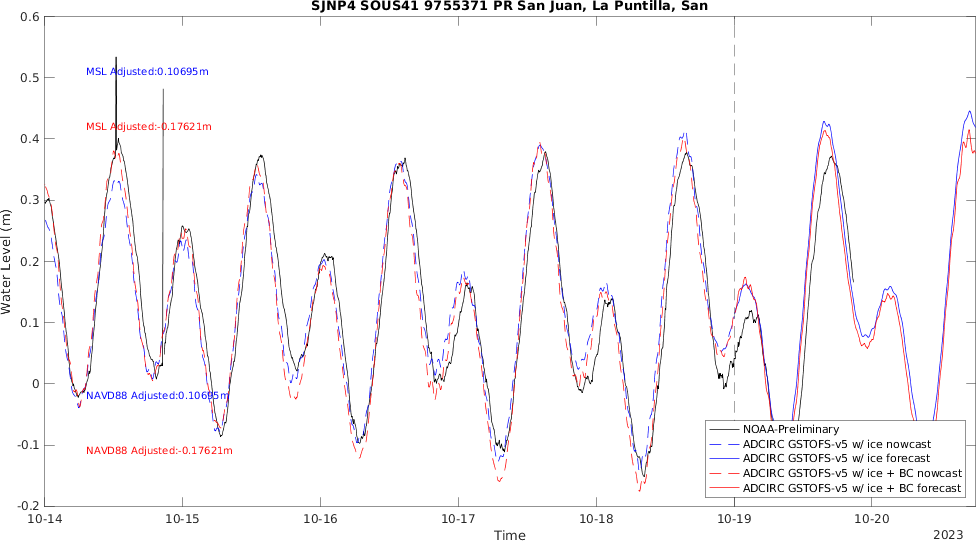 SJNP4 SOUS41 9755371 PR San Juan, La Puntilla, San
0.6
0.5
0.4
0.3
0.2
0.1
0
-0.1
-0.2
Water Level (m)
MSL Adjusted:0.10695m
MSL Adjusted:-0.17621m
NAVD88 Adjusted:0.10695m
NAVD88 Adjusted:-0.17621m
NOAA-Preliminary
ADCIRC GSTOFS-v5 w/ ice nowcast
ADCIRC GSTOFS-v5 w/ ice forecast
ADCIRC GSTOFS-v5 w/ ice + BC nowcast
ADCIRC GSTOFS-v5 w/ ice + BC forecast
10-14 10-15 10-16 10-17 10-18 10-19 10-20
Time
2023